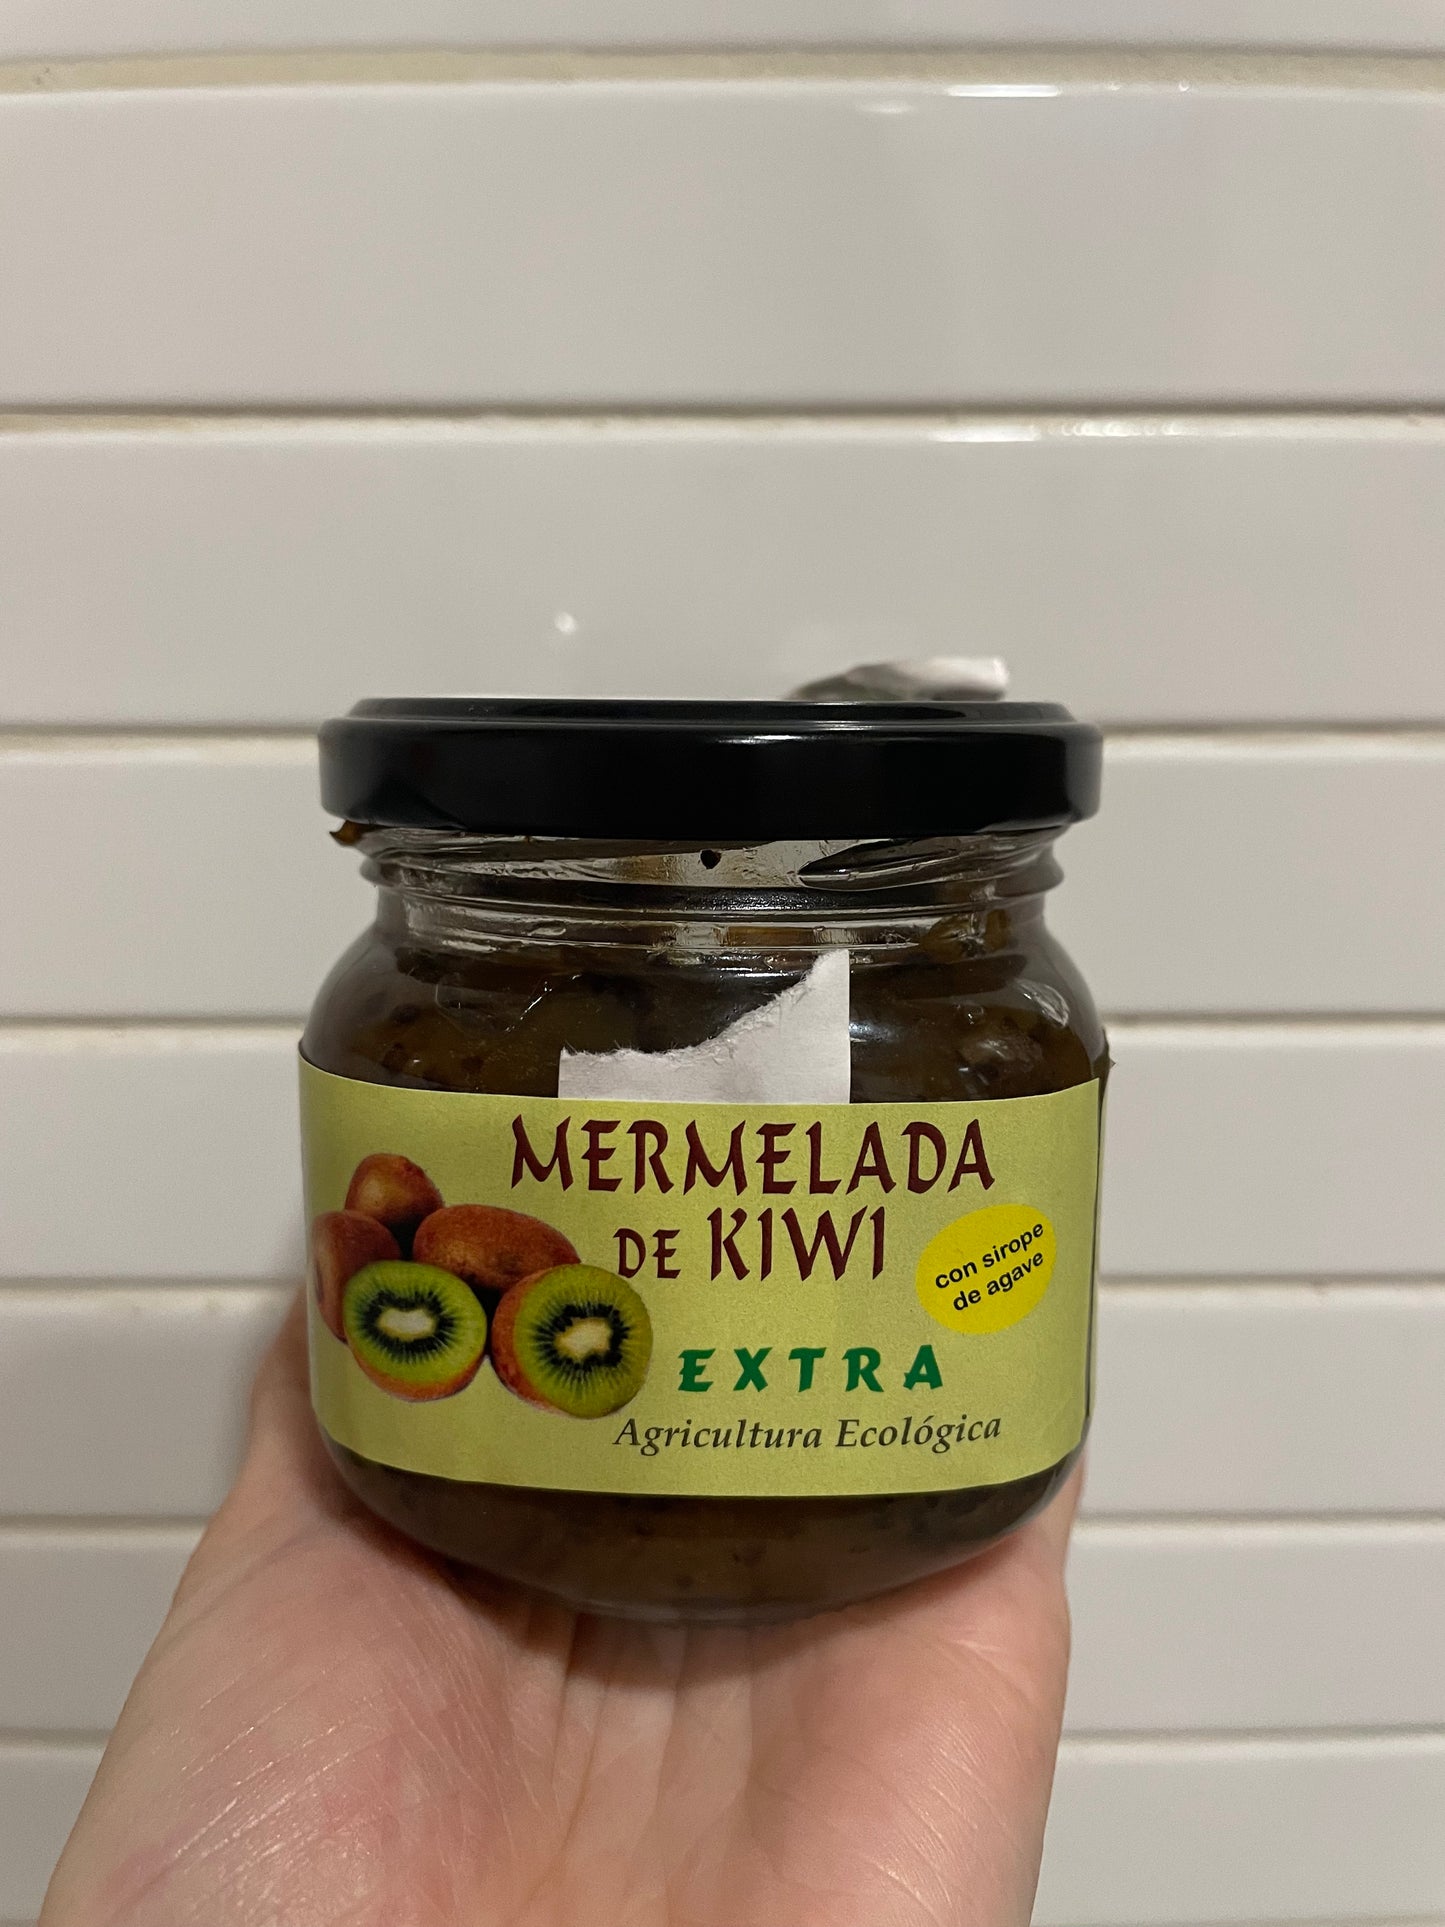 MERMELADA
DE KIWI
con sirope
de agave
EXTRA
Agricultura Ecológica